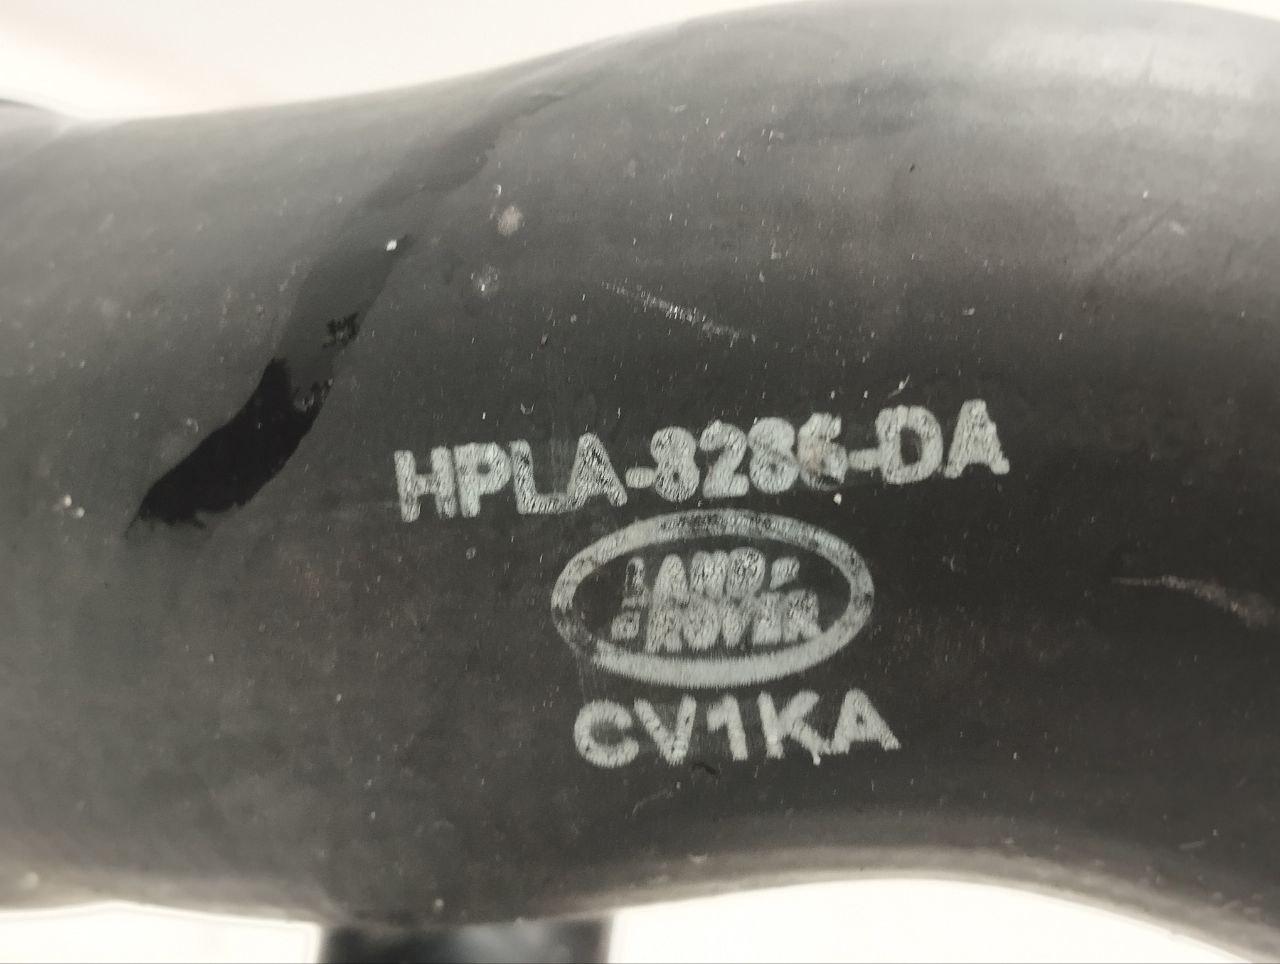 HPLA-8286-DA
LAND-
ROVER
CV1KA